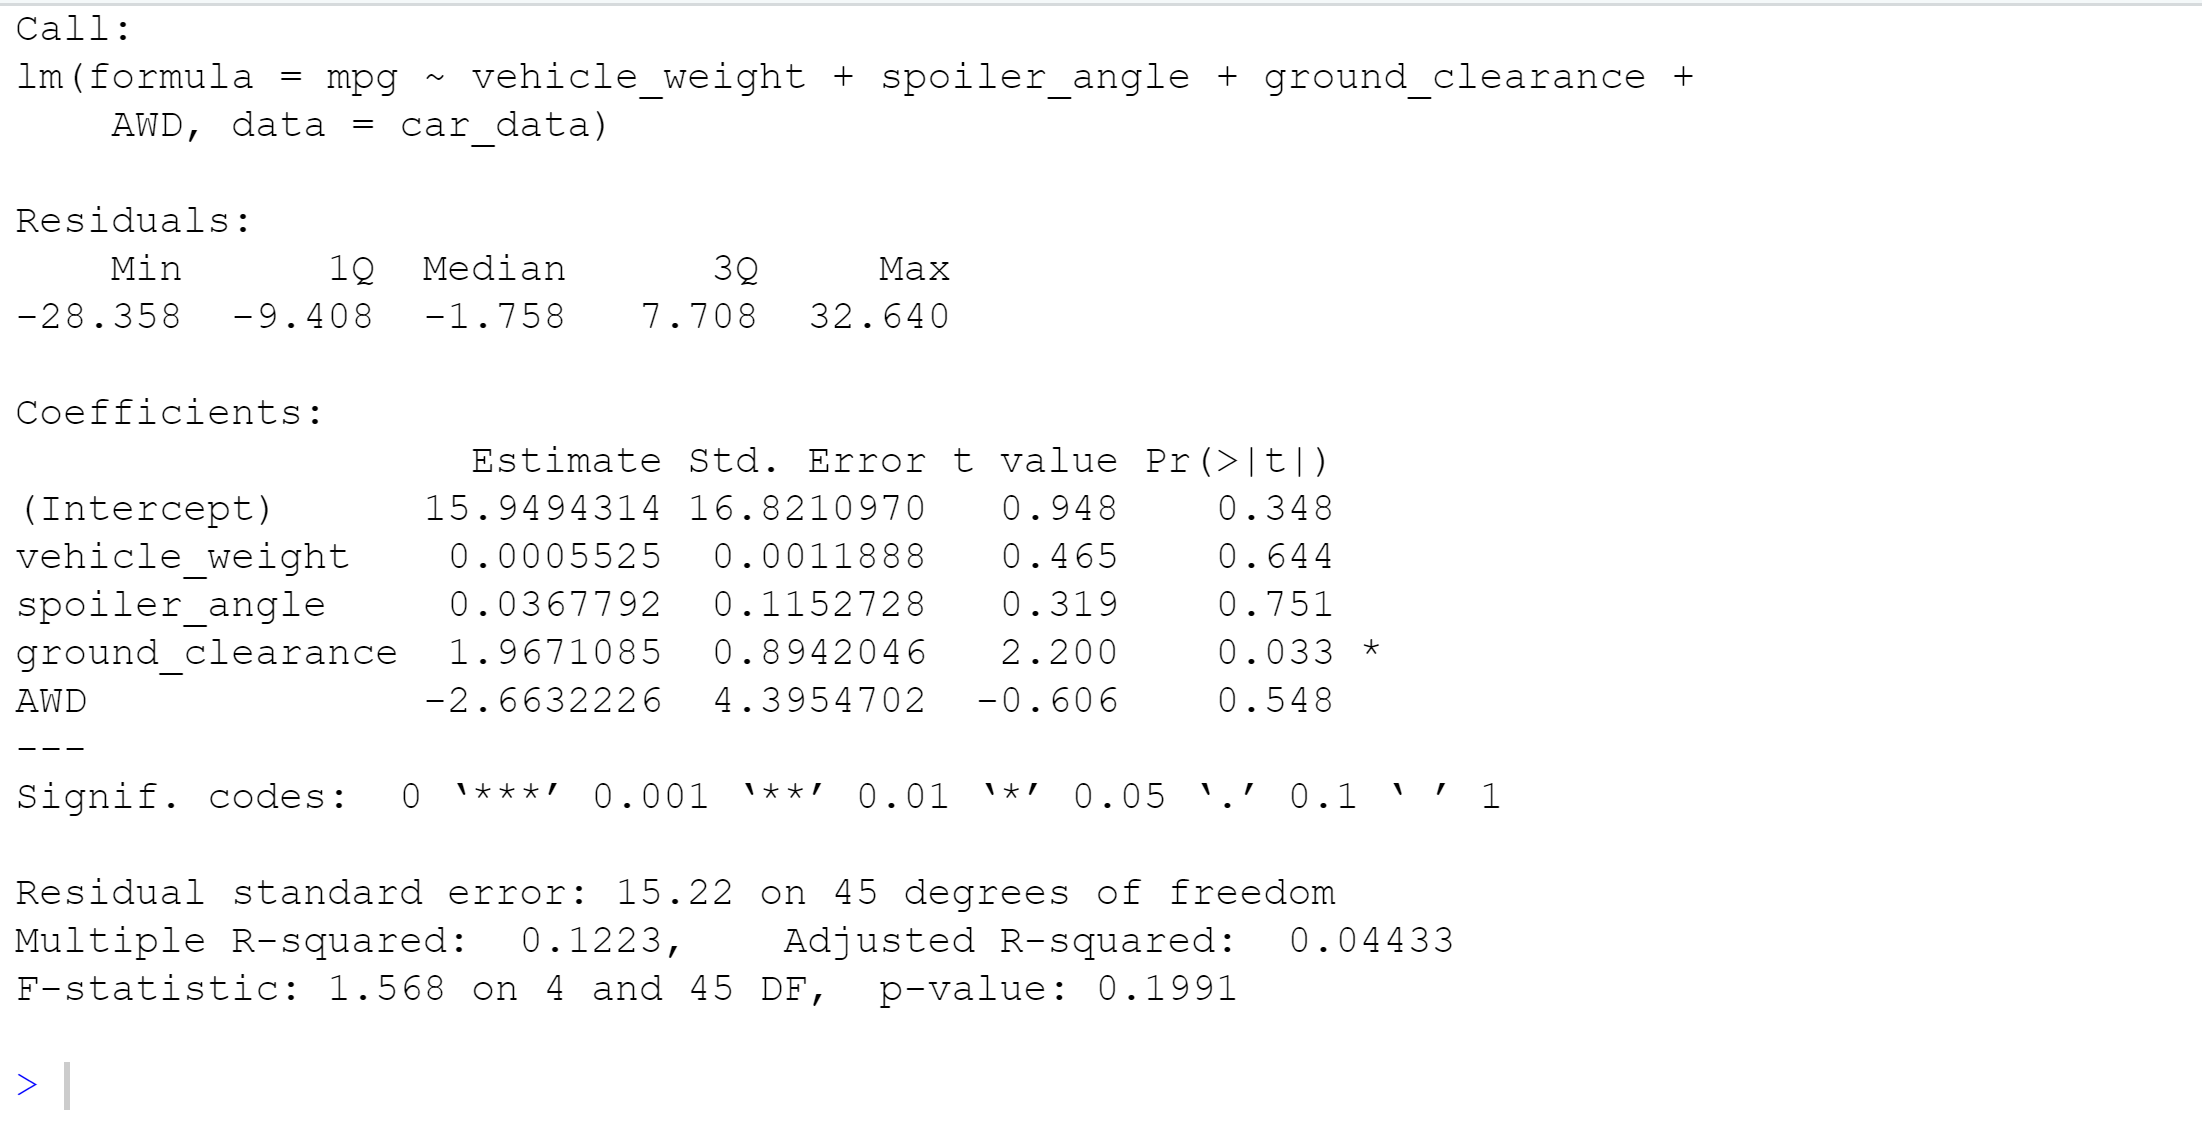 Call:
lm(formula = mpg ~ vehicle_weight + spoiler_angle + ground_clearance +
    AWD, data = car_data)

Residuals:
    Min      1Q  Median      3Q     Max
-28.358  -9.408  -1.758   7.708  32.640

Coefficients:
                   Estimate Std. Error t value Pr(>|t|)
(Intercept)      15.9494314 16.8210970   0.948    0.348
vehicle_weight    0.0005525  0.0011888   0.465    0.644
spoiler_angle     0.0367792  0.1152728   0.319    0.751
ground_clearance  1.9671085  0.8942046   2.200    0.033 *
AWD              -2.6632226  4.3954702  -0.606    0.548
---
Signif. codes:  0 ‘***’ 0.001 ‘**’ 0.01 ‘*’ 0.05 ‘.’ 0.1 ‘ ’ 1

Residual standard error: 15.22 on 45 degrees of freedom
Multiple R-squared:  0.1223,    Adjusted R-squared:  0.04433
F-statistic: 1.568 on 4 and 45 DF,  p-value: 0.1991

>